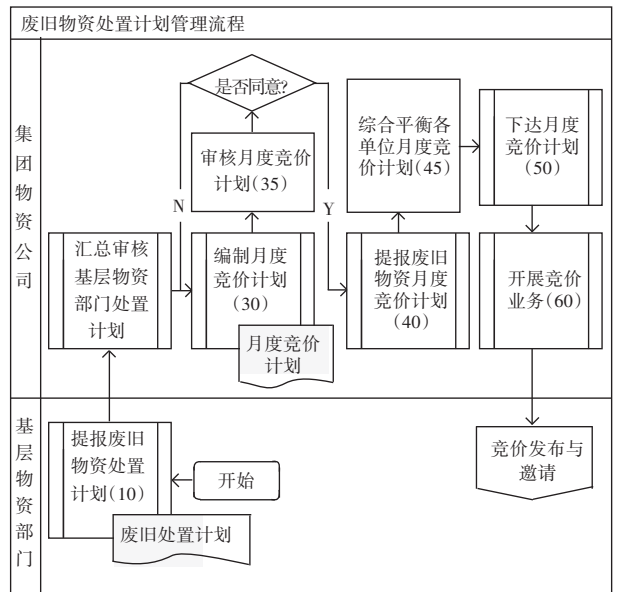 废旧物资处置计划管理流程
集团物资公司
是否同意?
审核月度竞价
计划(35)
N
Y
汇总审核
基层物资
部门处置
计划
编制月度
竞价计划
(30)
月度竞价
计划
综合平衡各
单位月度竞
价计划(45)
下达月度
竞价计划
(50)
提报废旧
物资月度
竞价计划
(40)
开展竞价
业务(60)
基层物资部门
提报废旧
物资处置
计划(10)
开始
废旧处置计划
竞价发布与
邀请